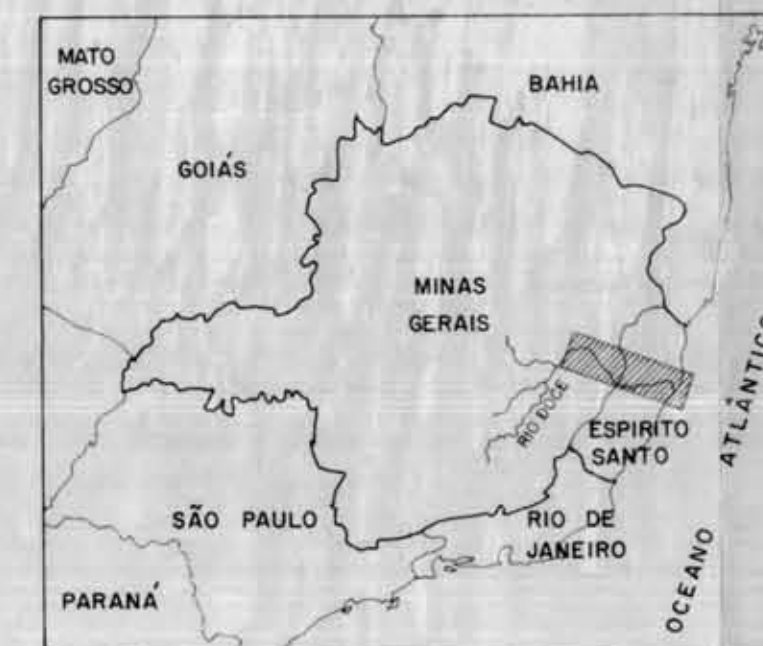 MATO
GROSSO
BAHIA
GOIÁS
MINAS
GERAIS
RIO DOCE
ESPIRITO
SANTO
ATLÂNTICO
SÃO PAULO
RIO DE
JANEIRO
PARANÁ
OCEANO